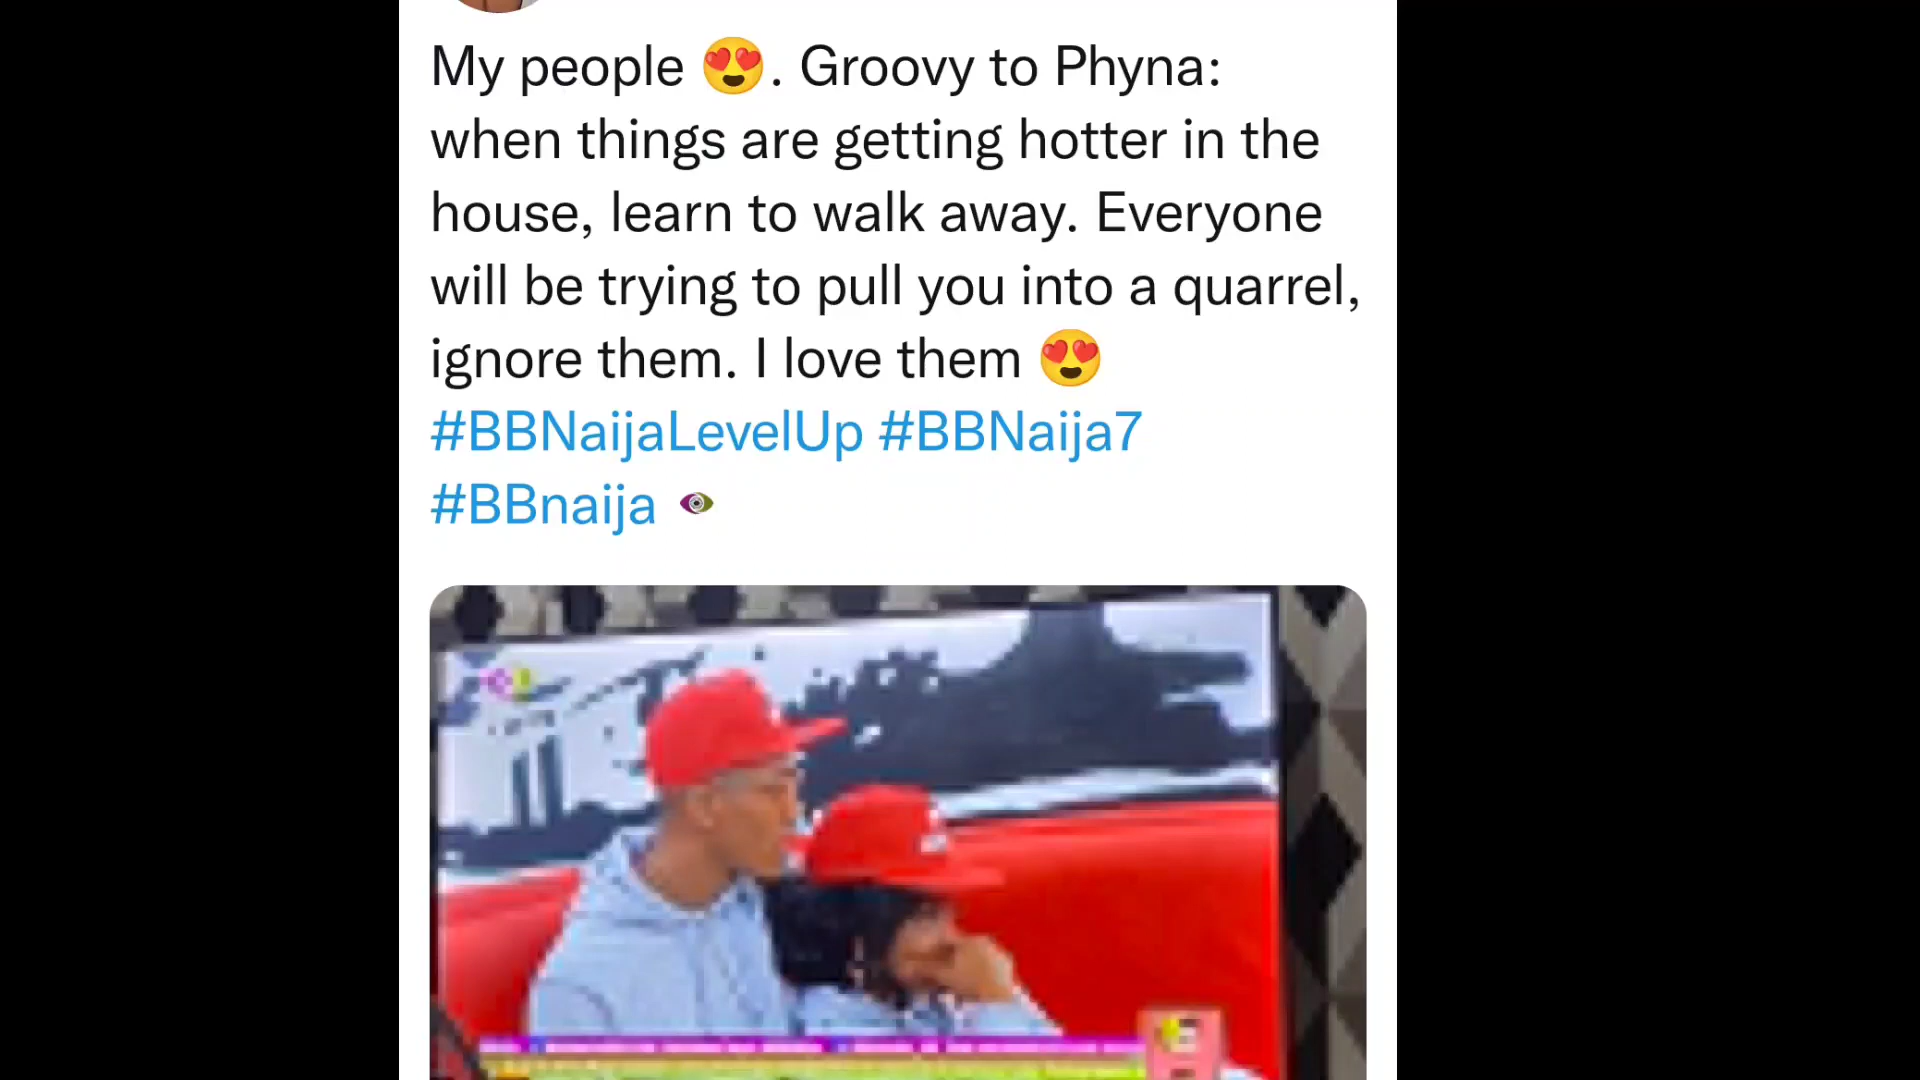 My people 😍. Groovy to Phyna:
when things are getting hotter in the
house, learn to walk away. Everyone
will be trying to pull you into a quarrel,
ignore them. I love them 😍
#BBNaijaLevelUp #BBNaija7
#BBnaija